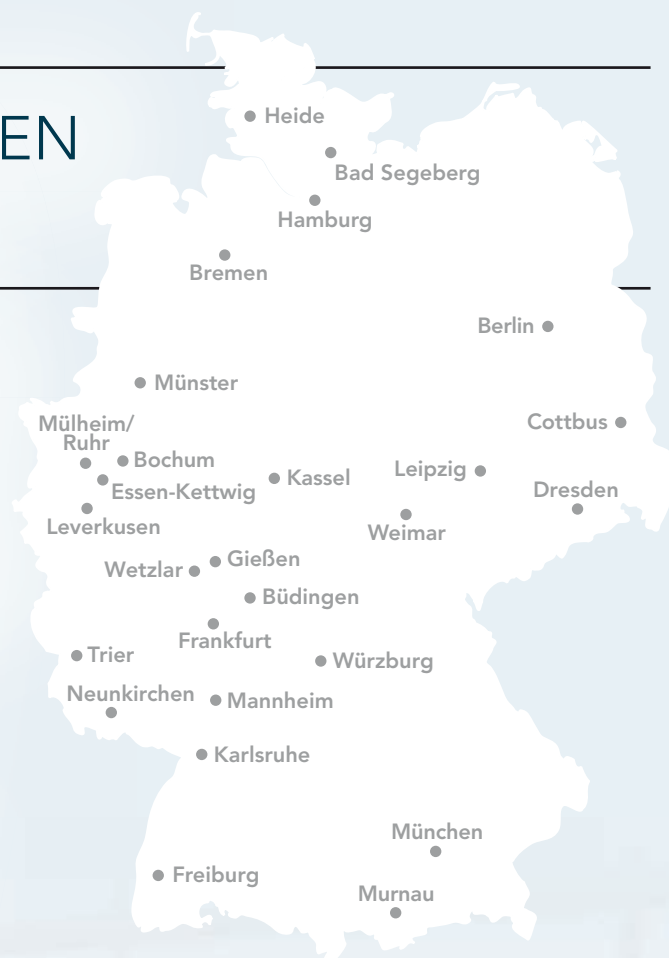 EN
Heide
Bad Segeberg
Hamburg
Bremen
Berlin
Münster
Cottbus
Mülheim/
Ruhr
Bochum
Essen-Kettwig
Kassel
Leipzig
Dresden
Leverkusen
Weimar
Wetzlar
Gießen
Büdingen
Frankfurt
Trier
Würzburg
Neunkirchen
Mannheim
Karlsruhe
München
Freiburg
Murnau